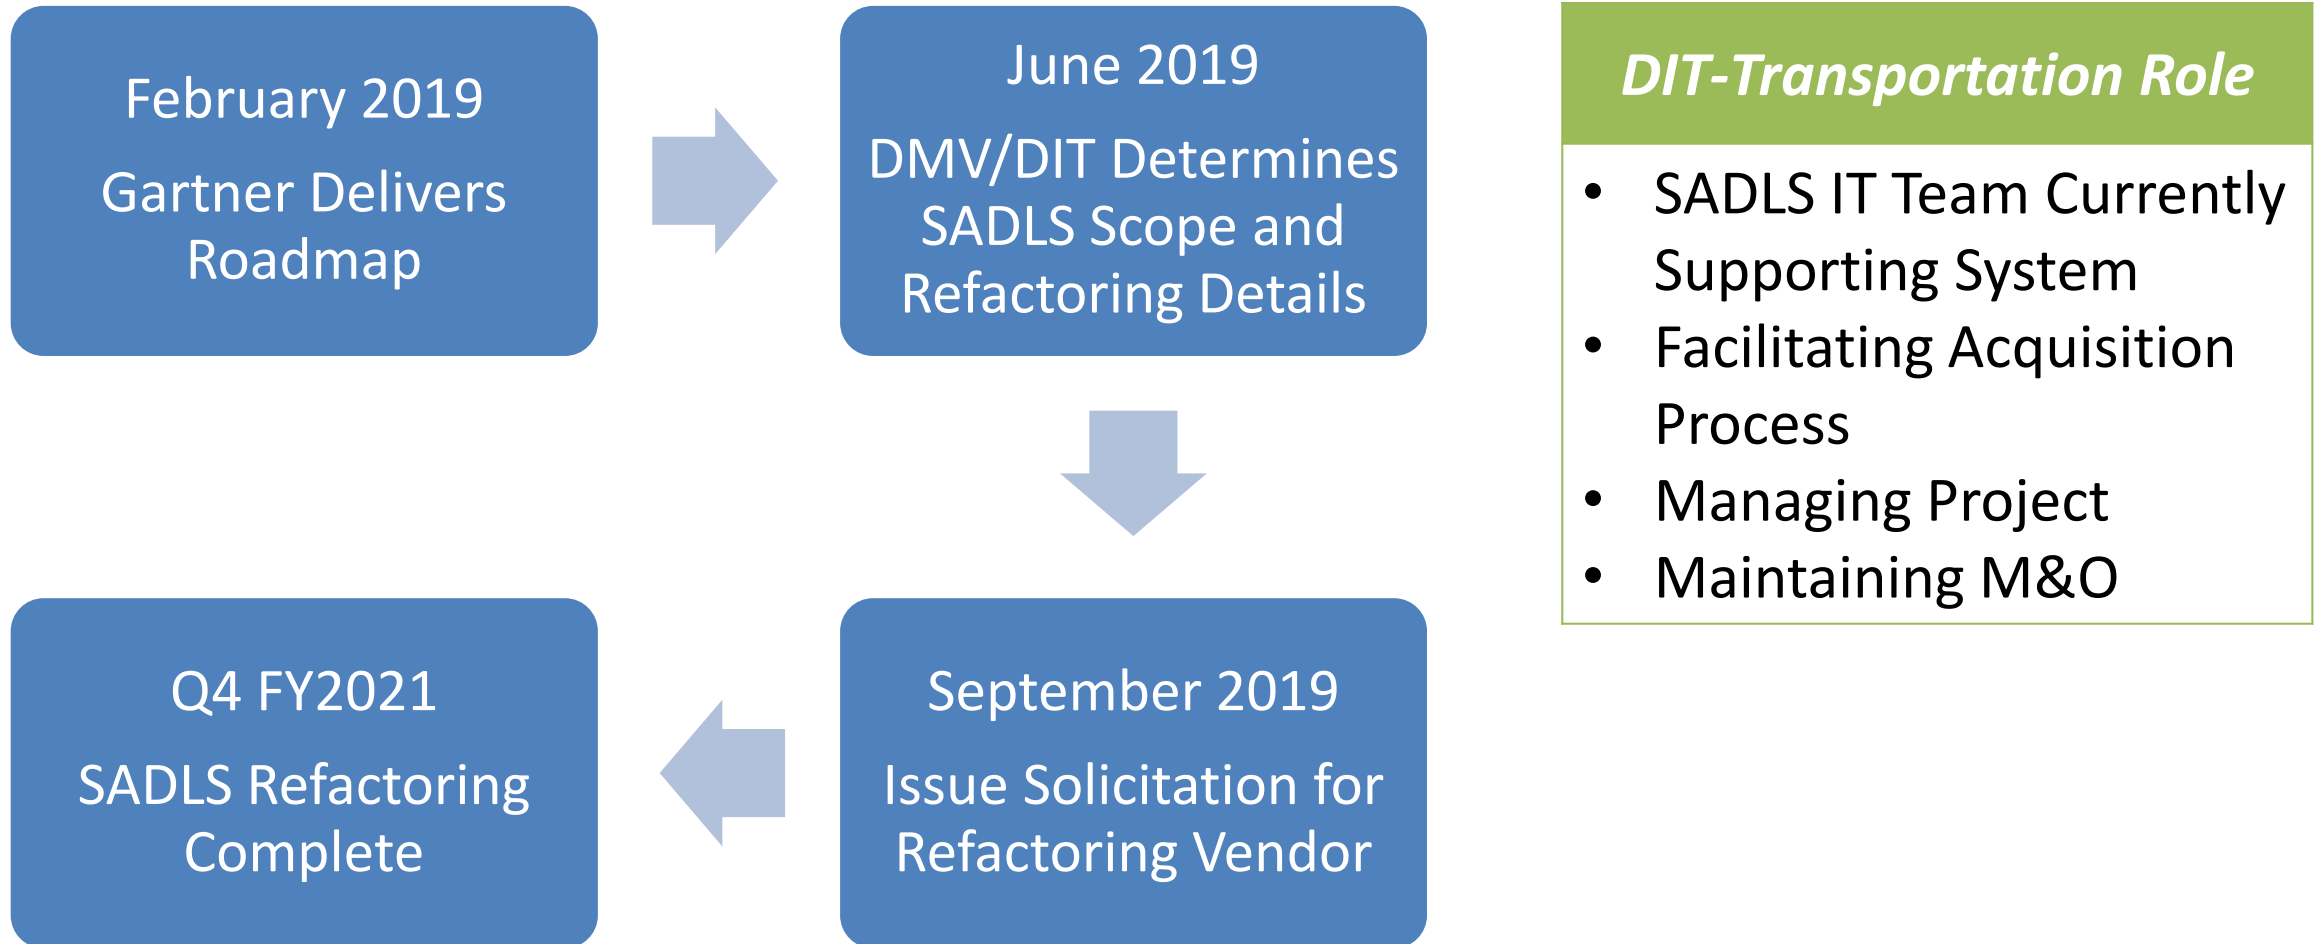 February 2019
Gartner Delivers
Roadmap
June 2019
DMV/DIT Determines
SADLS Scope and
Refactoring Details
September 2019
Issue Solicitation for
Refactoring Vendor
Q4 FY2021
SADLS Refactoring
Complete
DIT-Transportation Role
• SADLS IT Team Currently
Supporting System
• Facilitating Acquisition
Process
• Managing Project
• Maintaining M&O